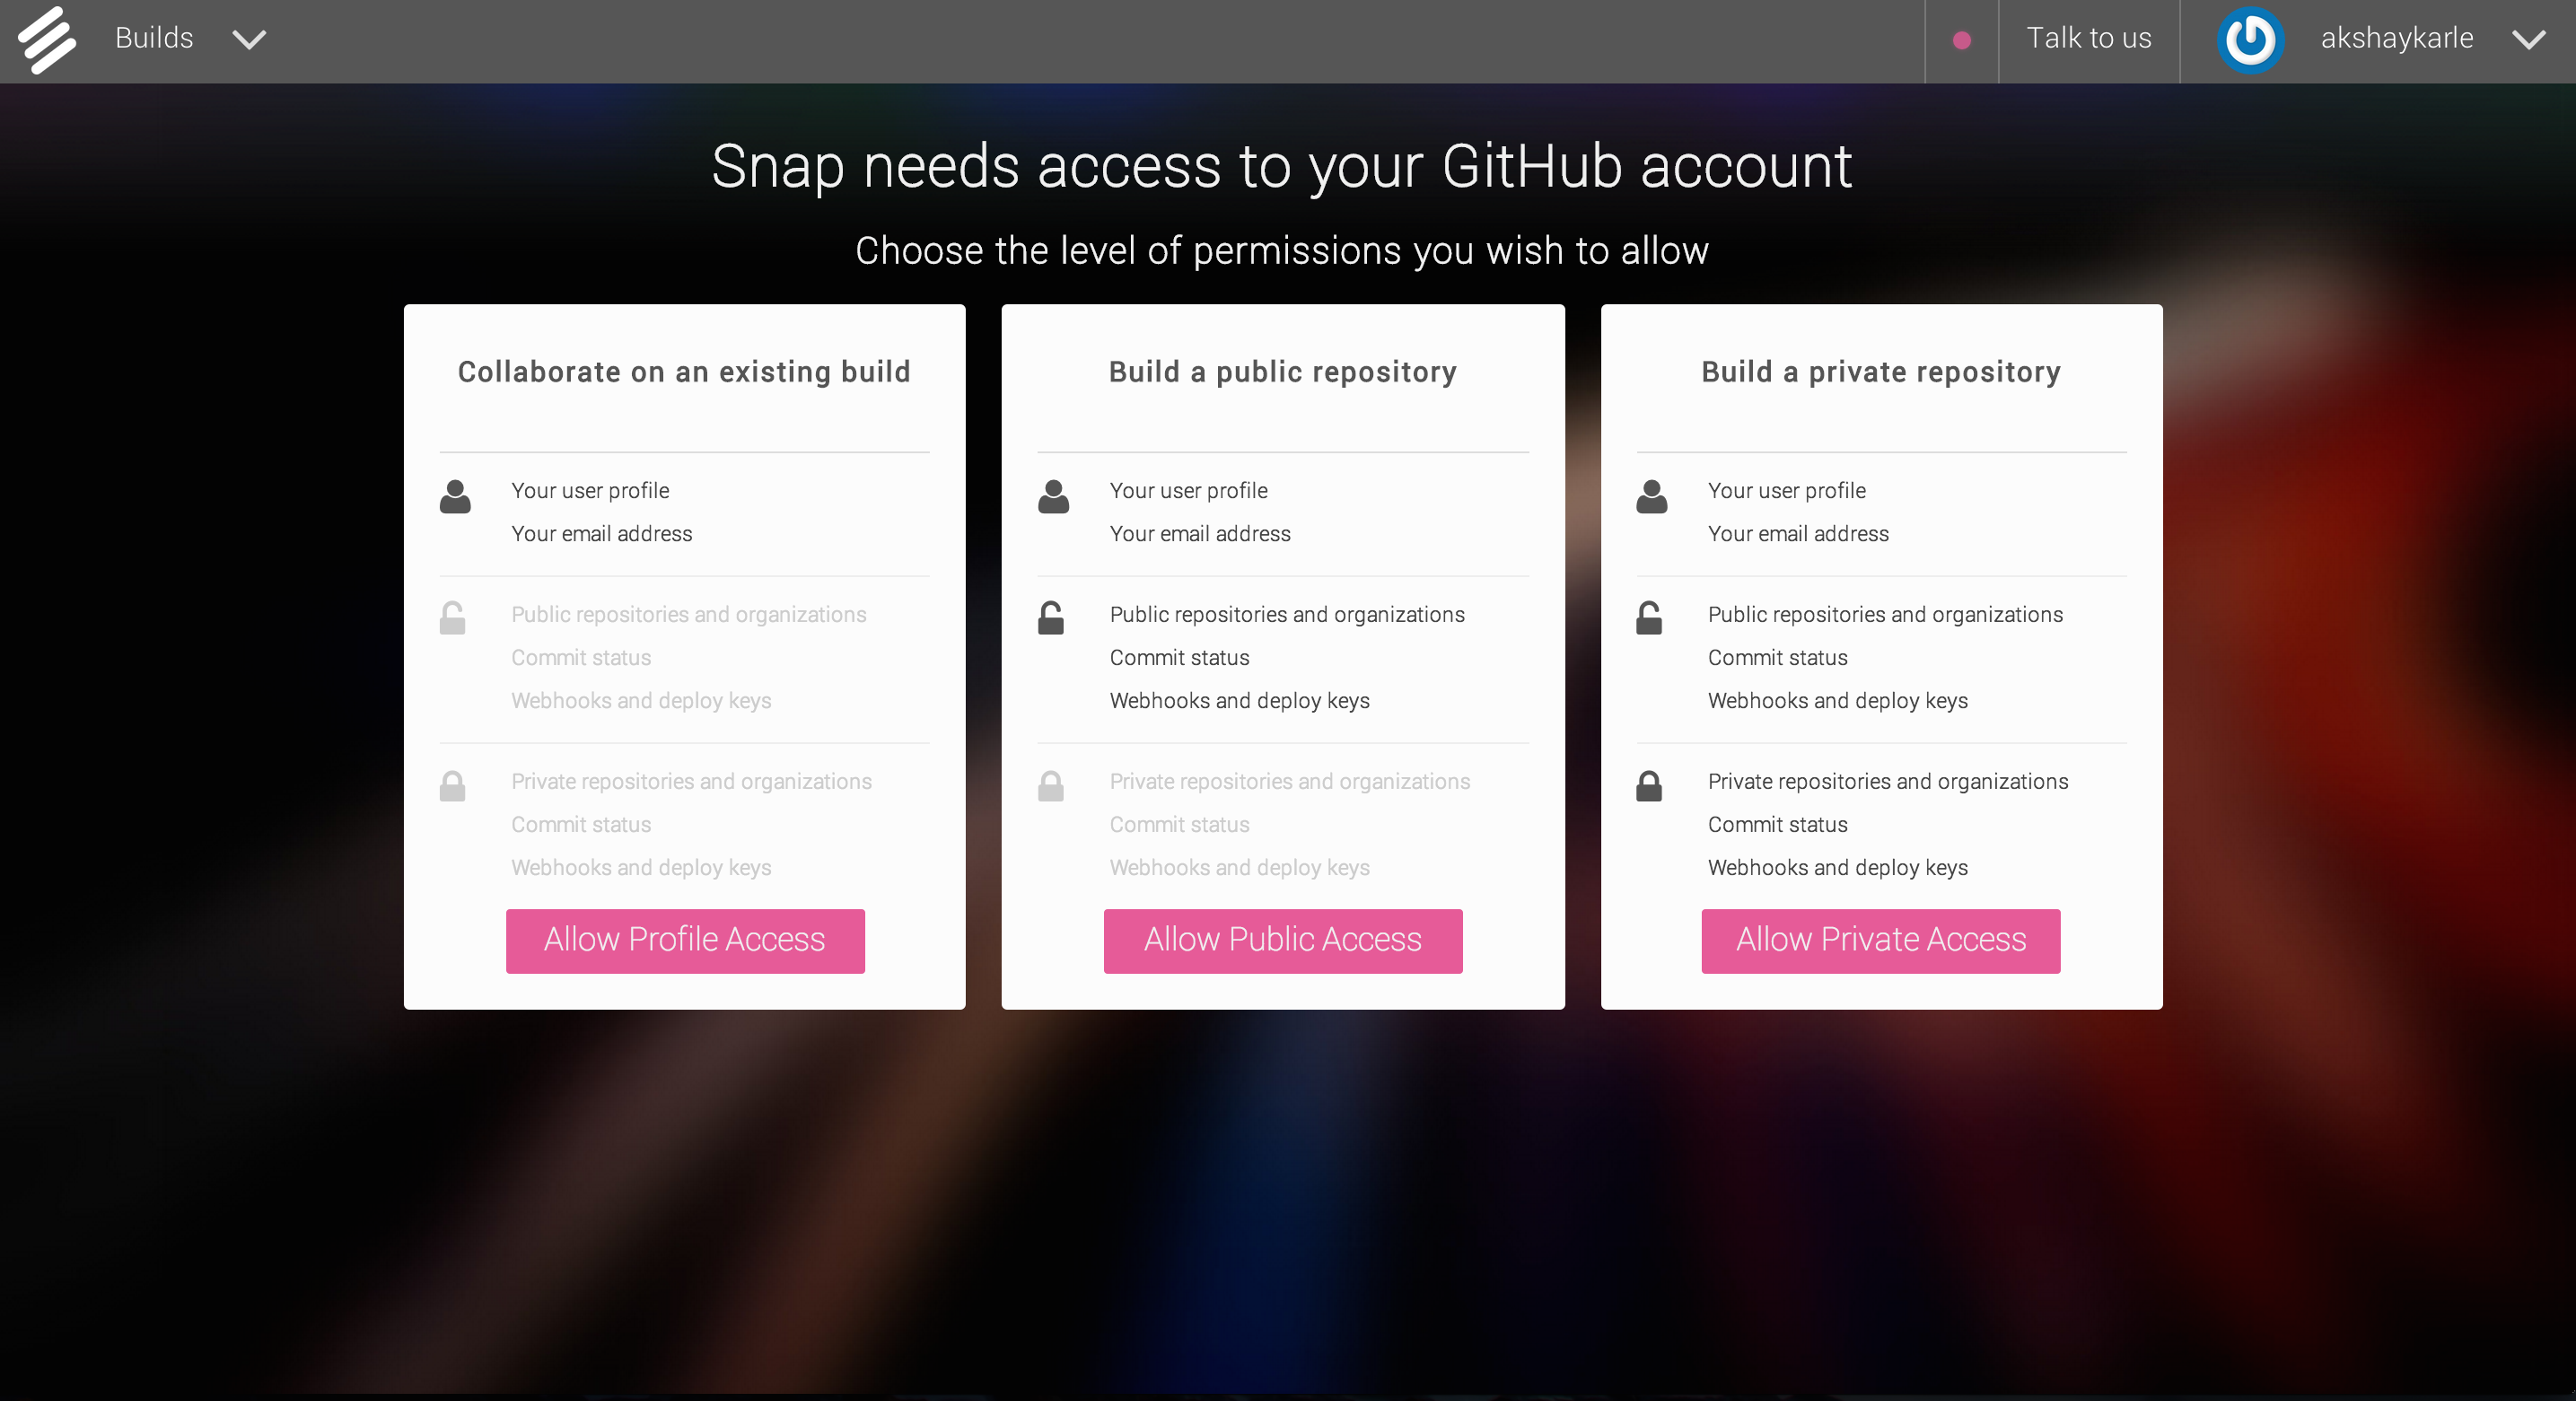 Builds
Talk to us
akshaykarle
Snap needs access to your GitHub account
Choose the level of permissions you wish to allow
Collaborate on an existing build
Your user profile
Your email address
Public repositories and organizations
Commit status
Webhooks and deploy keys
Private repositories and organizations
Commit status
Webhooks and deploy keys
Allow Profile Access
Build a public repository
Your user profile
Your email address
Public repositories and organizations
Commit status
Webhooks and deploy keys
Private repositories and organizations
Commit status
Webhooks and deploy keys
Allow Public Access
Build a private repository
Your user profile
Your email address
Public repositories and organizations
Commit status
Webhooks and deploy keys
Private repositories and organizations
Commit status
Webhooks and deploy keys
Allow Private Access